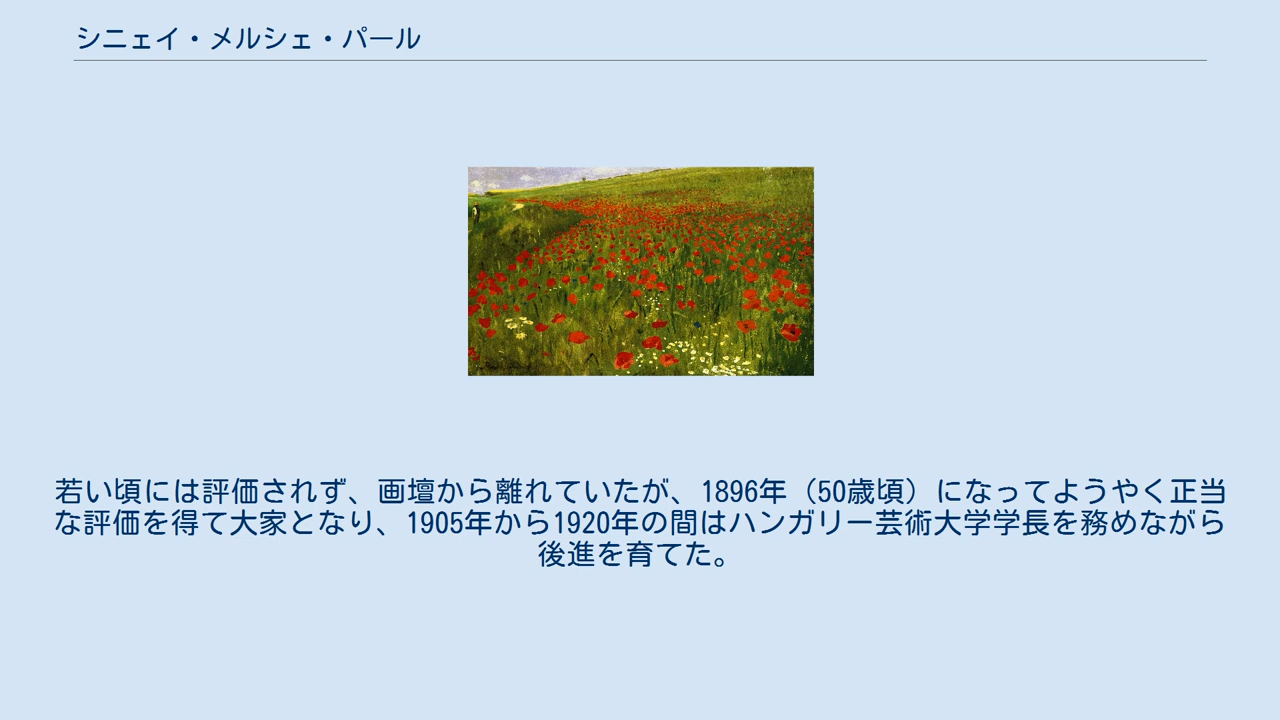 シニェイ・メルシェ・パール
若い頃には評価されず、画壇から離れていたが、1896年（50歳頃）になってようやく正当
な評価を得て大家となり、1905年から1920年の間はハンガリー芸術大学学長を務めながら
後進を育てた。